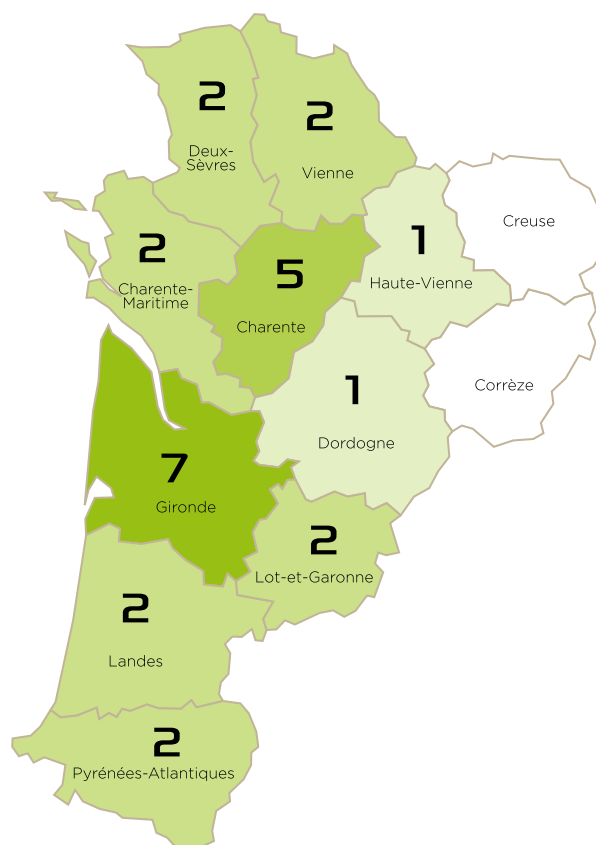 2
Deux-
Sèvres
2
Vienne
2
Charente-
Maritime
5
Charente
1
Haute-Vienne
Creuse
Corrèze
1
Dordogne
7
Gironde
2
Lot-et-Garonne
2
Landes
2
Pyrénées-Atlantiques